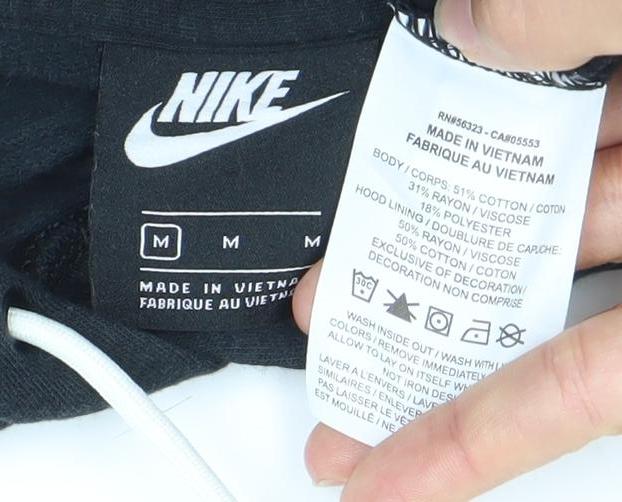 NIKE
M M M
MADE IN
FABRIQUE AU
RN#56323 - CA#05553
MADE IN VIETNAM
FABRIQUE AU VIETNAM
BODY / CORPS: 51% COTTON / COTON
31% RAYON / VISCOSE
18% POLYESTER
HOOD LINING / DOUBLURE DE CAPUCHE:
50% RAYON / VISCOSE
50% COTTON / COTON
EXCLUSIVE OF DECORATION /
DECORATION NON COMPRISE
30C
WASH INSIDE OUT / WASH WITH
COLORS / REMOVE IMMEDIATELY
ALLOW TO LAY ON ITSELF
NOT IRON
LAVER A L'ENVERS /
SIMILAIRES /
PAS LAISSER LE
EST MOUILLÉ /